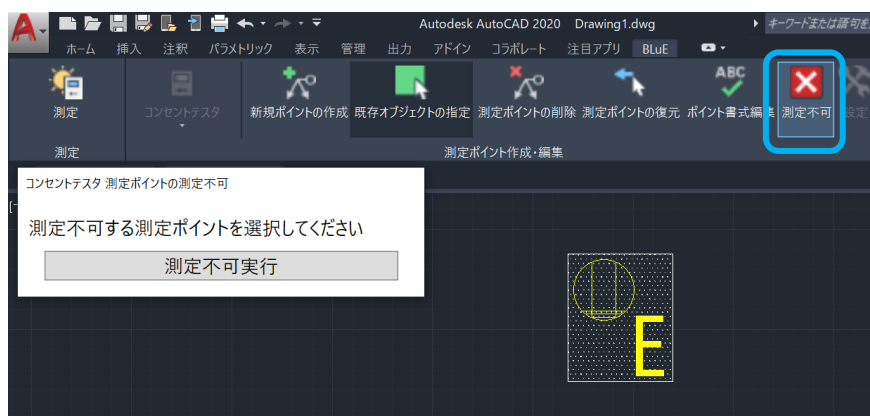 Autodesk AutoCAD 2020 Drawing1.dwg キーワードまたは語句を
ホーム 挿入 注釈 パラメトリック 表示 管理 出力 アドイン コラボレート 注目アプリ BLuE
測定 コンセントテスタ 新規ポイントの作成 既存オブジェクトの指定 測定ポイントの削除 測定ポイントの復元 ポイント書式編集 測定不可 設定
ABC
測定 測定ポイント作成・編集
コンセントテスタ 測定ポイントの測定不可
測定不可する測定ポイントを選択してください
測定不可実行
E